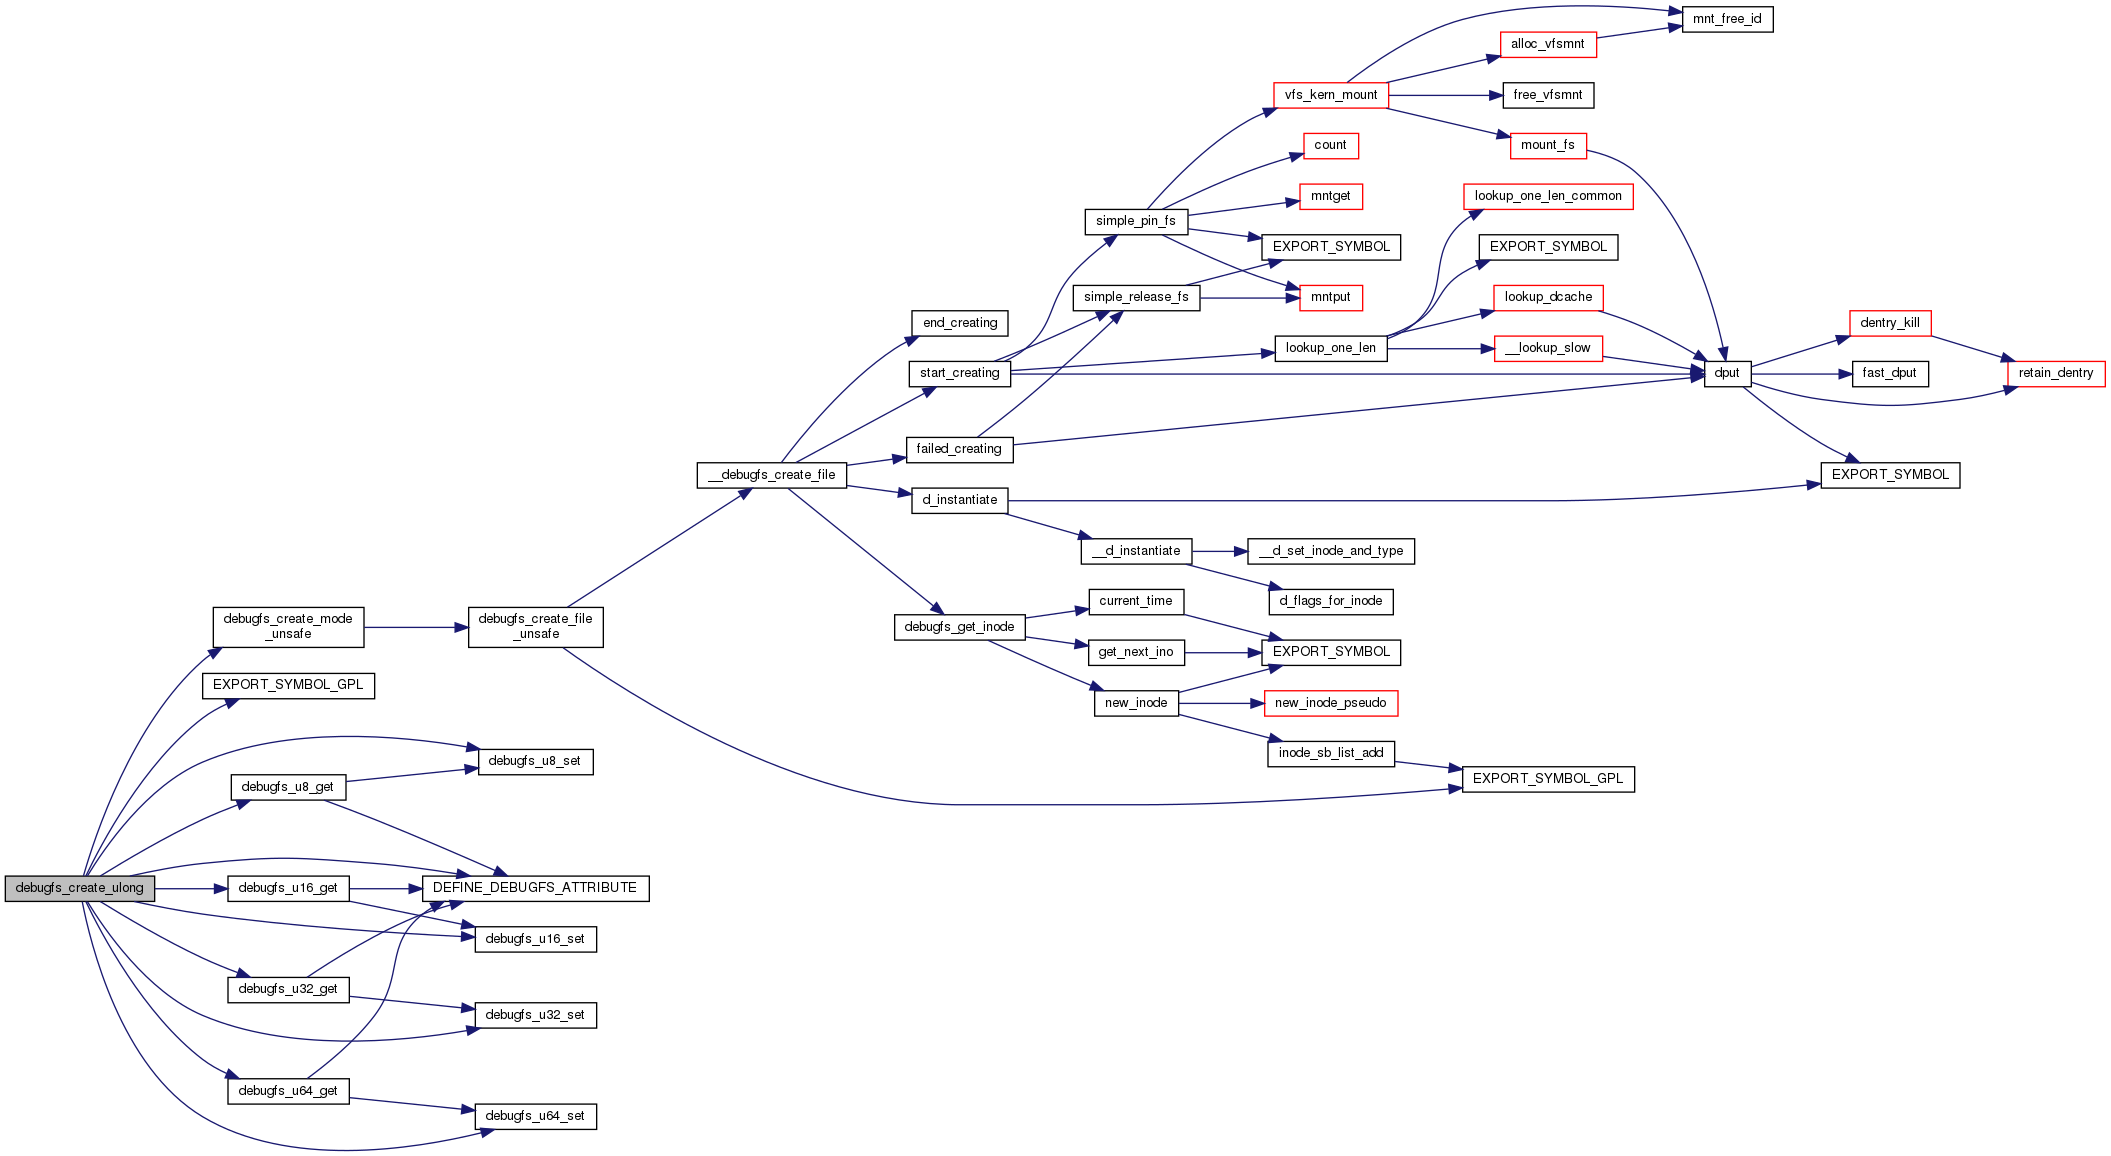 mnt_free_id
alloc_vfsmnt
vfs_kern_mount
free_vfsmnt
count
mount_fs
mntget
lookup_one_len_common
simple_pin_fs
EXPORT_SYMBOL
EXPORT_SYMBOL
simple_release_fs
mntput
lookup_dcache
end_creating
dentry_kill
lookup_one_len
__lookup_slow
start_creating
dput
fast_dput
retain_dentry
failed_creating
__debugfs_create_file
EXPORT_SYMBOL
d_instantiate
__d_instantiate
__d_set_inode_and_type
current_time
d_flags_for_inode
debugfs_create_mode
_unsafe
debugfs_create_file
_unsafe
debugfs_get_inode
get_next_ino
EXPORT_SYMBOL
EXPORT_SYMBOL_GPL
new_inode
new_inode_pseudo
inode_sb_list_add
debugfs_u8_set
EXPORT_SYMBOL_GPL
debugfs_u8_get
debugfs_create_ulong
debugfs_u16_get
DEFINE_DEBUGFS_ATTRIBUTE
debugfs_u16_set
debugfs_u32_get
debugfs_u32_set
debugfs_u64_get
debugfs_u64_set